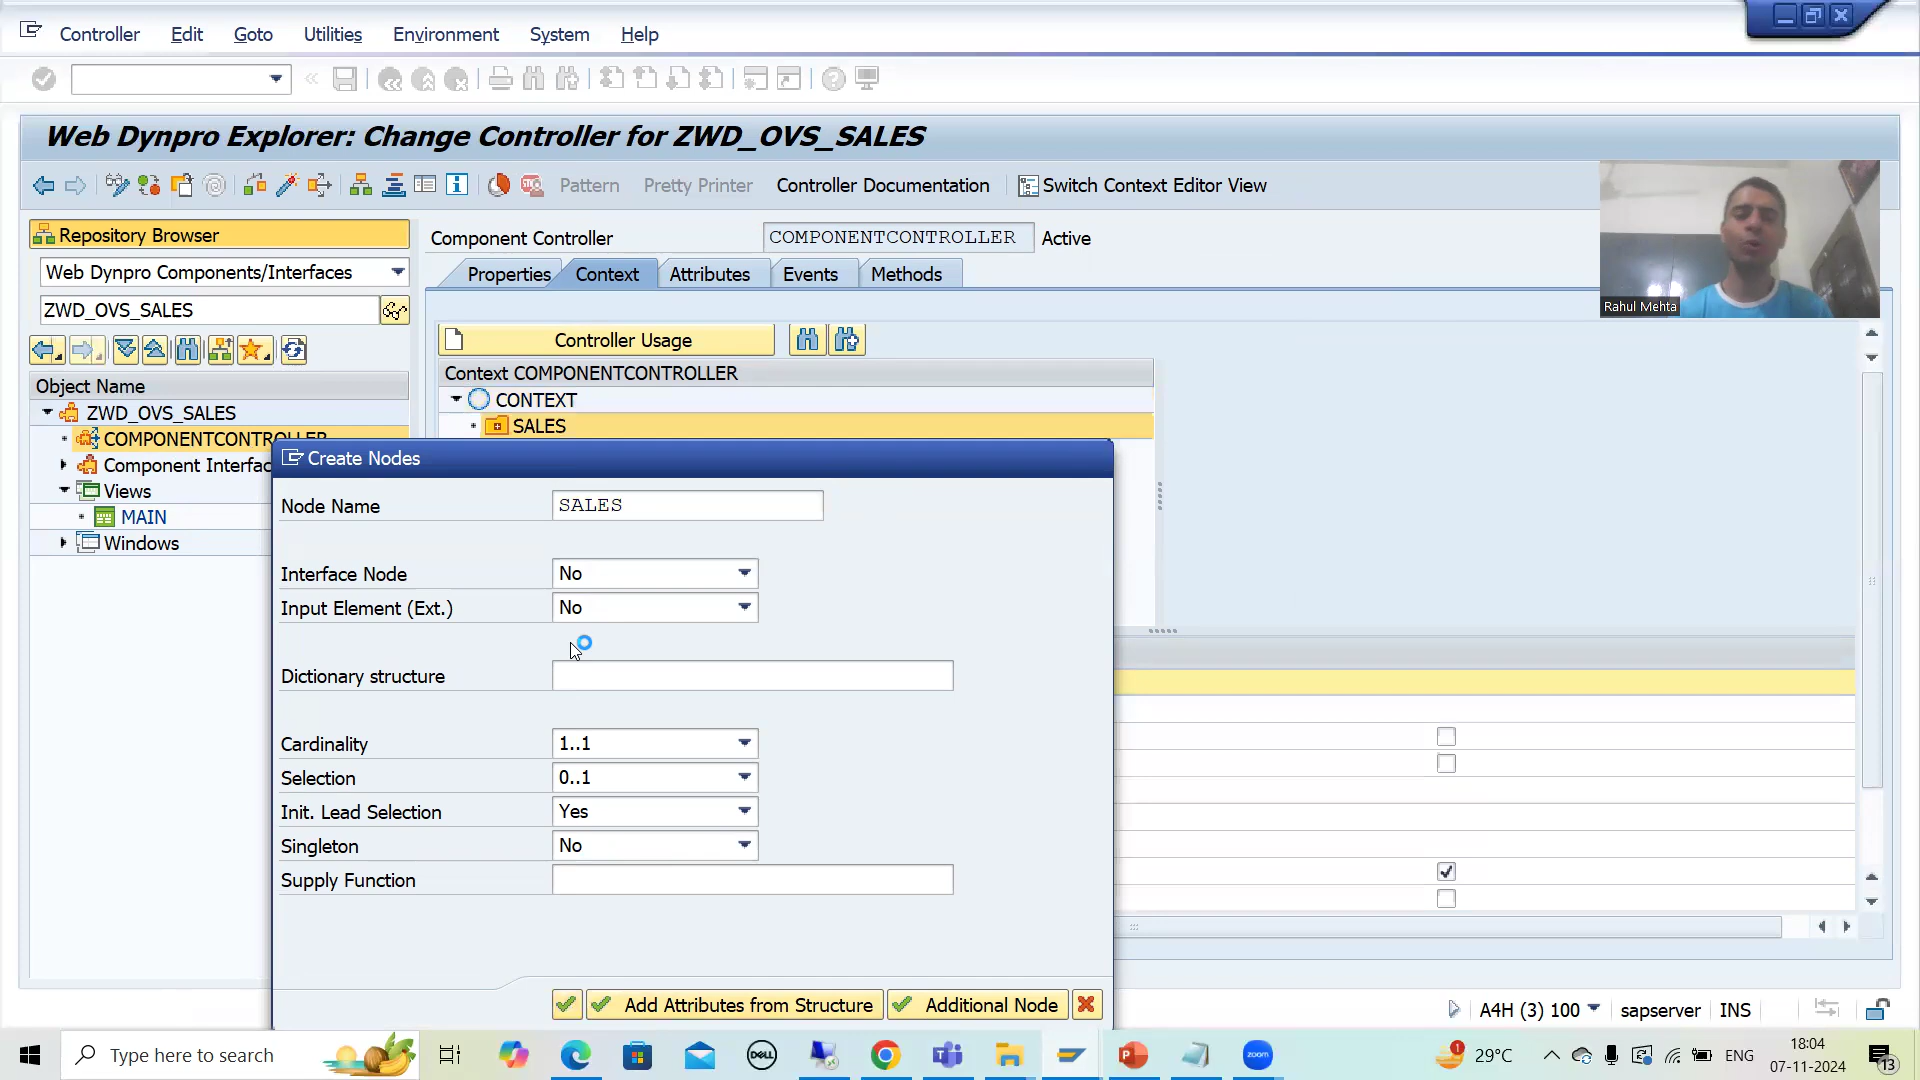 Controller Edit Goto Utilities Environment System Help
Web Dynpro Explorer: Change Controller for ZWD_OVS_SALES
Pattern Pretty Printer Controller Documentation Switch Context Editor View
Repository Browser
Web Dynpro Components/Interfaces
ZWD_OVS_SALES
Object Name
ZWD_OVS_SALES
COMPONENTCONTROLLER
Component Interfac
Views
MAIN
Windows
Component Controller COMPONENTCONTROLLER Active
Properties Context Attributes Events Methods
Controller Usage
Context COMPONENTCONTROLLER
CONTEXT
SALES
Rahul Mehta
Create Nodes
Node Name SALES
Interface Node No
Input Element (Ext.) No
Dictionary structure
Cardinality 1..1
Selection 0..1
Init. Lead Selection Yes
Singleton No
Supply Function
Add Attributes from Structure Additional Node
A4H (3) 100 sapserver INS
Type here to search
DELL
zoom
1
29°C
ENG
18:04
07-11-2024
13